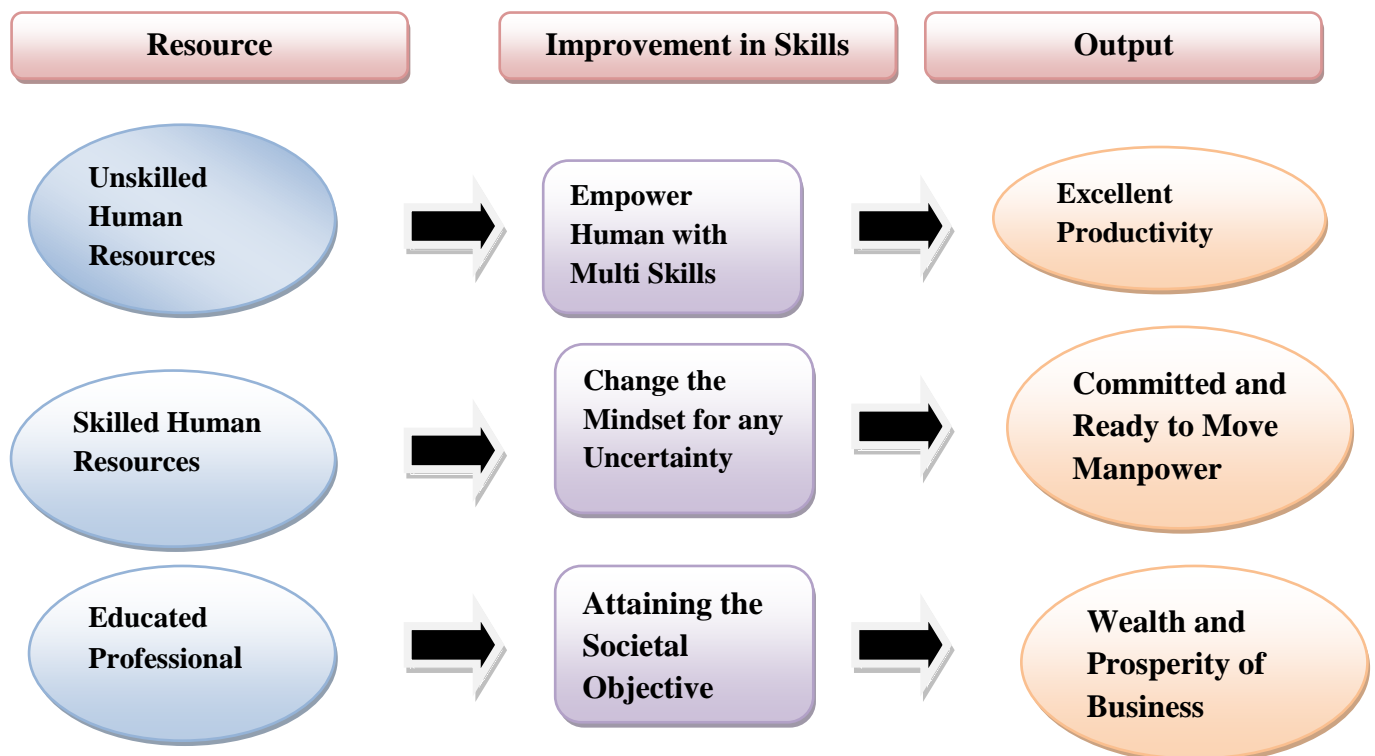 Resource
Improvement in Skills
Output
Unskilled
Human
Resources
Empower
Human with
Multi Skills
Excellent
Productivity
Skilled Human
Resources
Change the
Mindset for any
Uncertainty
Committed and
Ready to Move
Manpower
Educated
Professional
Attaining the
Societal
Objective
Wealth and
Prosperity of
Business